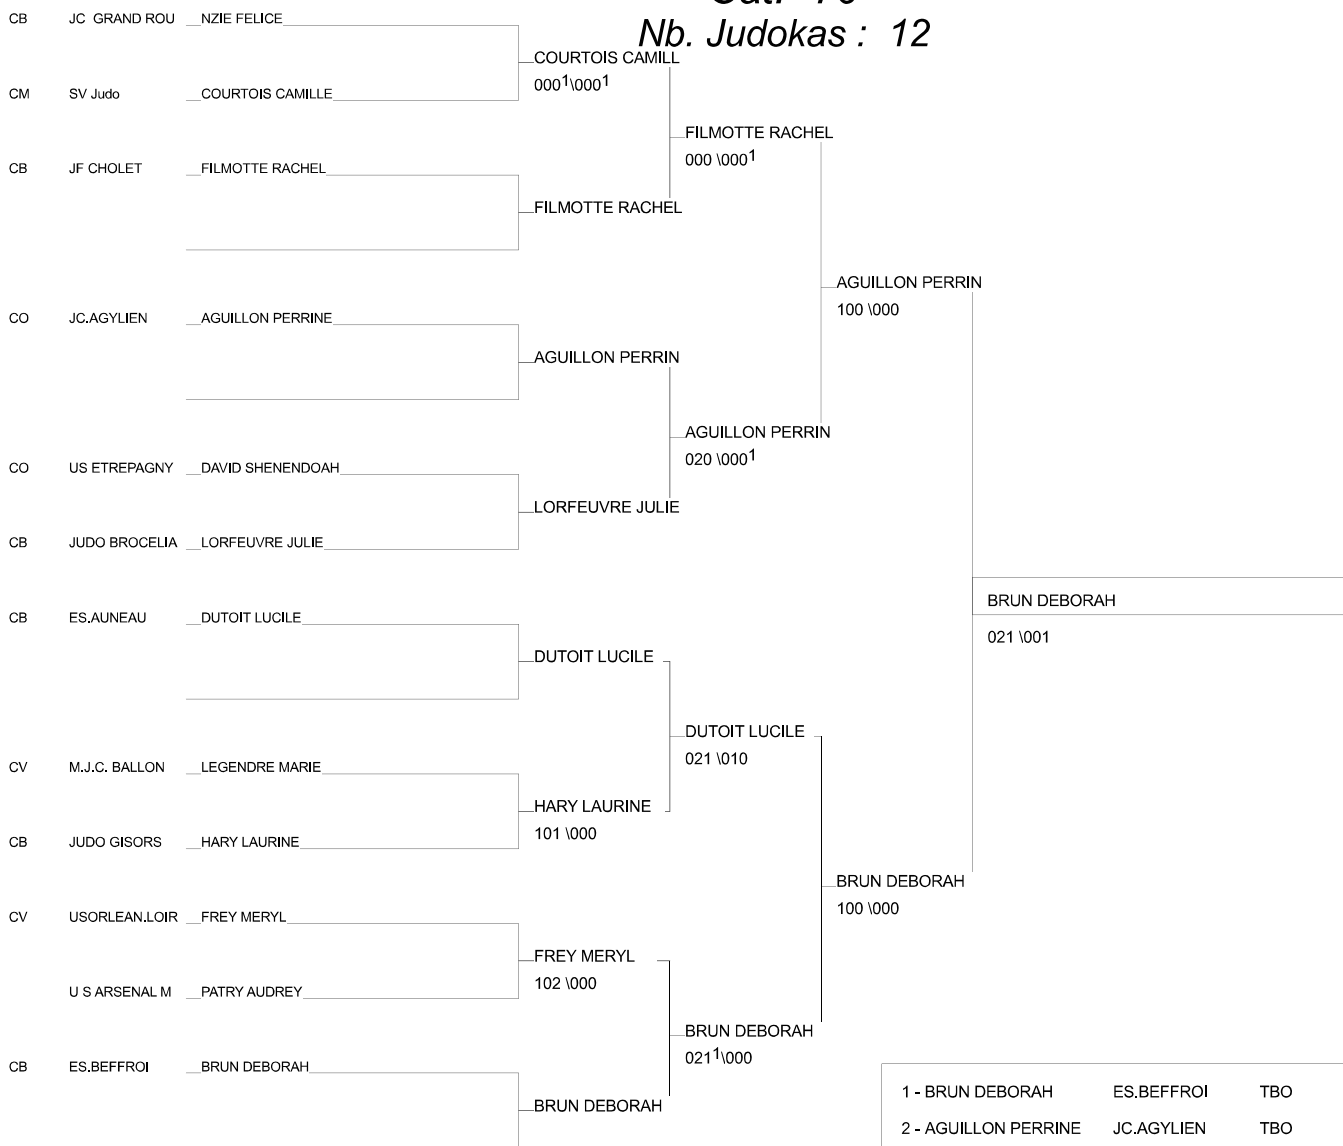 Nb. Judokas : 12
CB JC GRAND ROU NZIE FELICE
COURTOIS CAMILL
000¹\000¹
CM SV Judo COURTOIS CAMILLE
FILMOTTE RACHEL
000 \000¹
CB JF CHOLET FILMOTTE RACHEL
FILMOTTE RACHEL
AGUILLON PERRIN
100 \000
CO JC.AGYLIEN AGUILLON PERRINE
AGUILLON PERRIN
AGUILLON PERRIN
020 \000¹
CO US ETREPAGNY DAVID SHENENDOAH
LORFEUVRE JULIE
CB JUDO BROCELIA LORFEUVRE JULIE
BRUN DEBORAH
021 \001
CB ES.AUNEAU DUTOIT LUCILE
DUTOIT LUCILE
DUTOIT LUCILE
021 \010
CV M.J.C. BALLON LEGENDRE MARIE
HARY LAURINE
101 \000
CB JUDO GISORS HARY LAURINE
BRUN DEBORAH
100 \000
CV USORLEAN.LOIR FREY MERYL
FREY MERYL
102 \000
U S ARSENAL M PATRY AUDREY
BRUN DEBORAH
021¹\000
CB ES.BEFFROI BRUN DEBORAH
BRUN DEBORAH
1 - BRUN DEBORAH ES.BEFFROI TBO
2 - AGUILLON PERRINE JC.AGYLIEN TBO